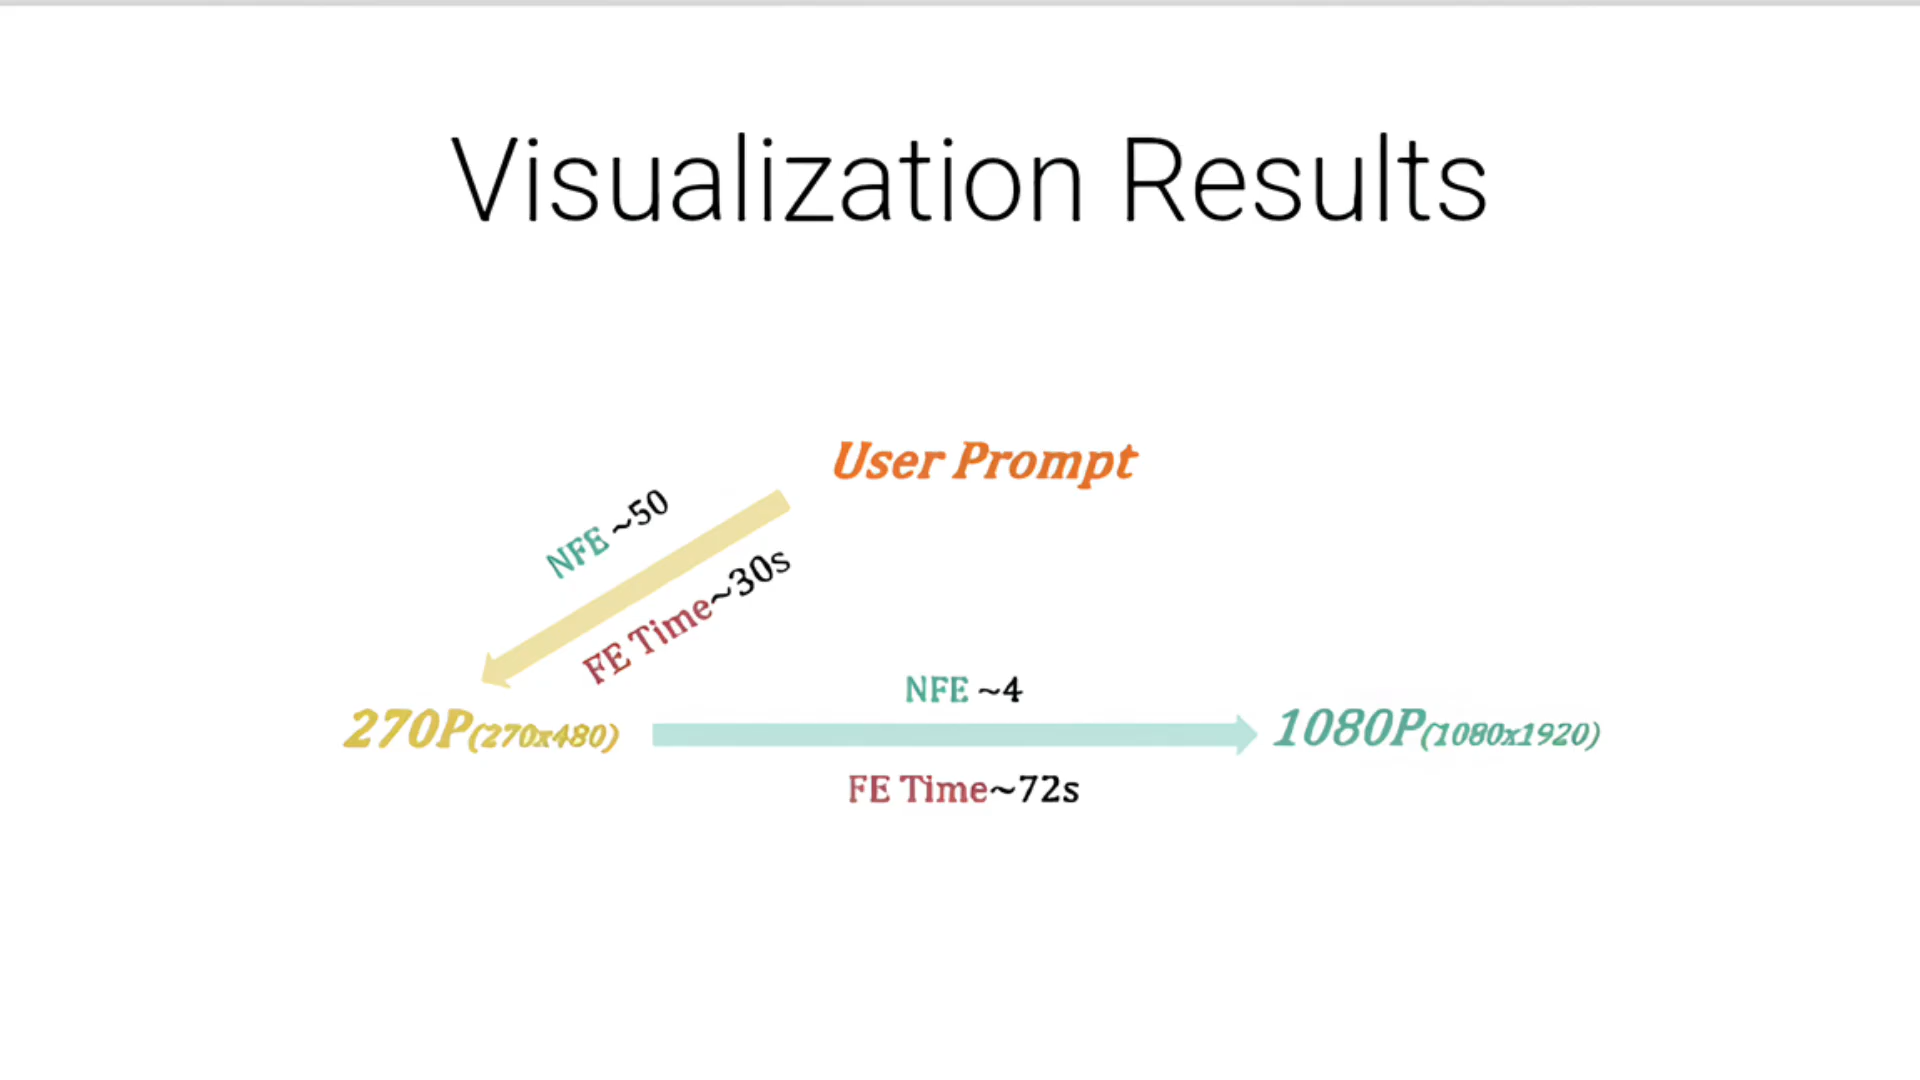 Visualization Results
User Prompt
NFE ~50
FE Time~30s
NFE ~4
270P(270x480)
1080P(1080x1920)
FE Time~72s